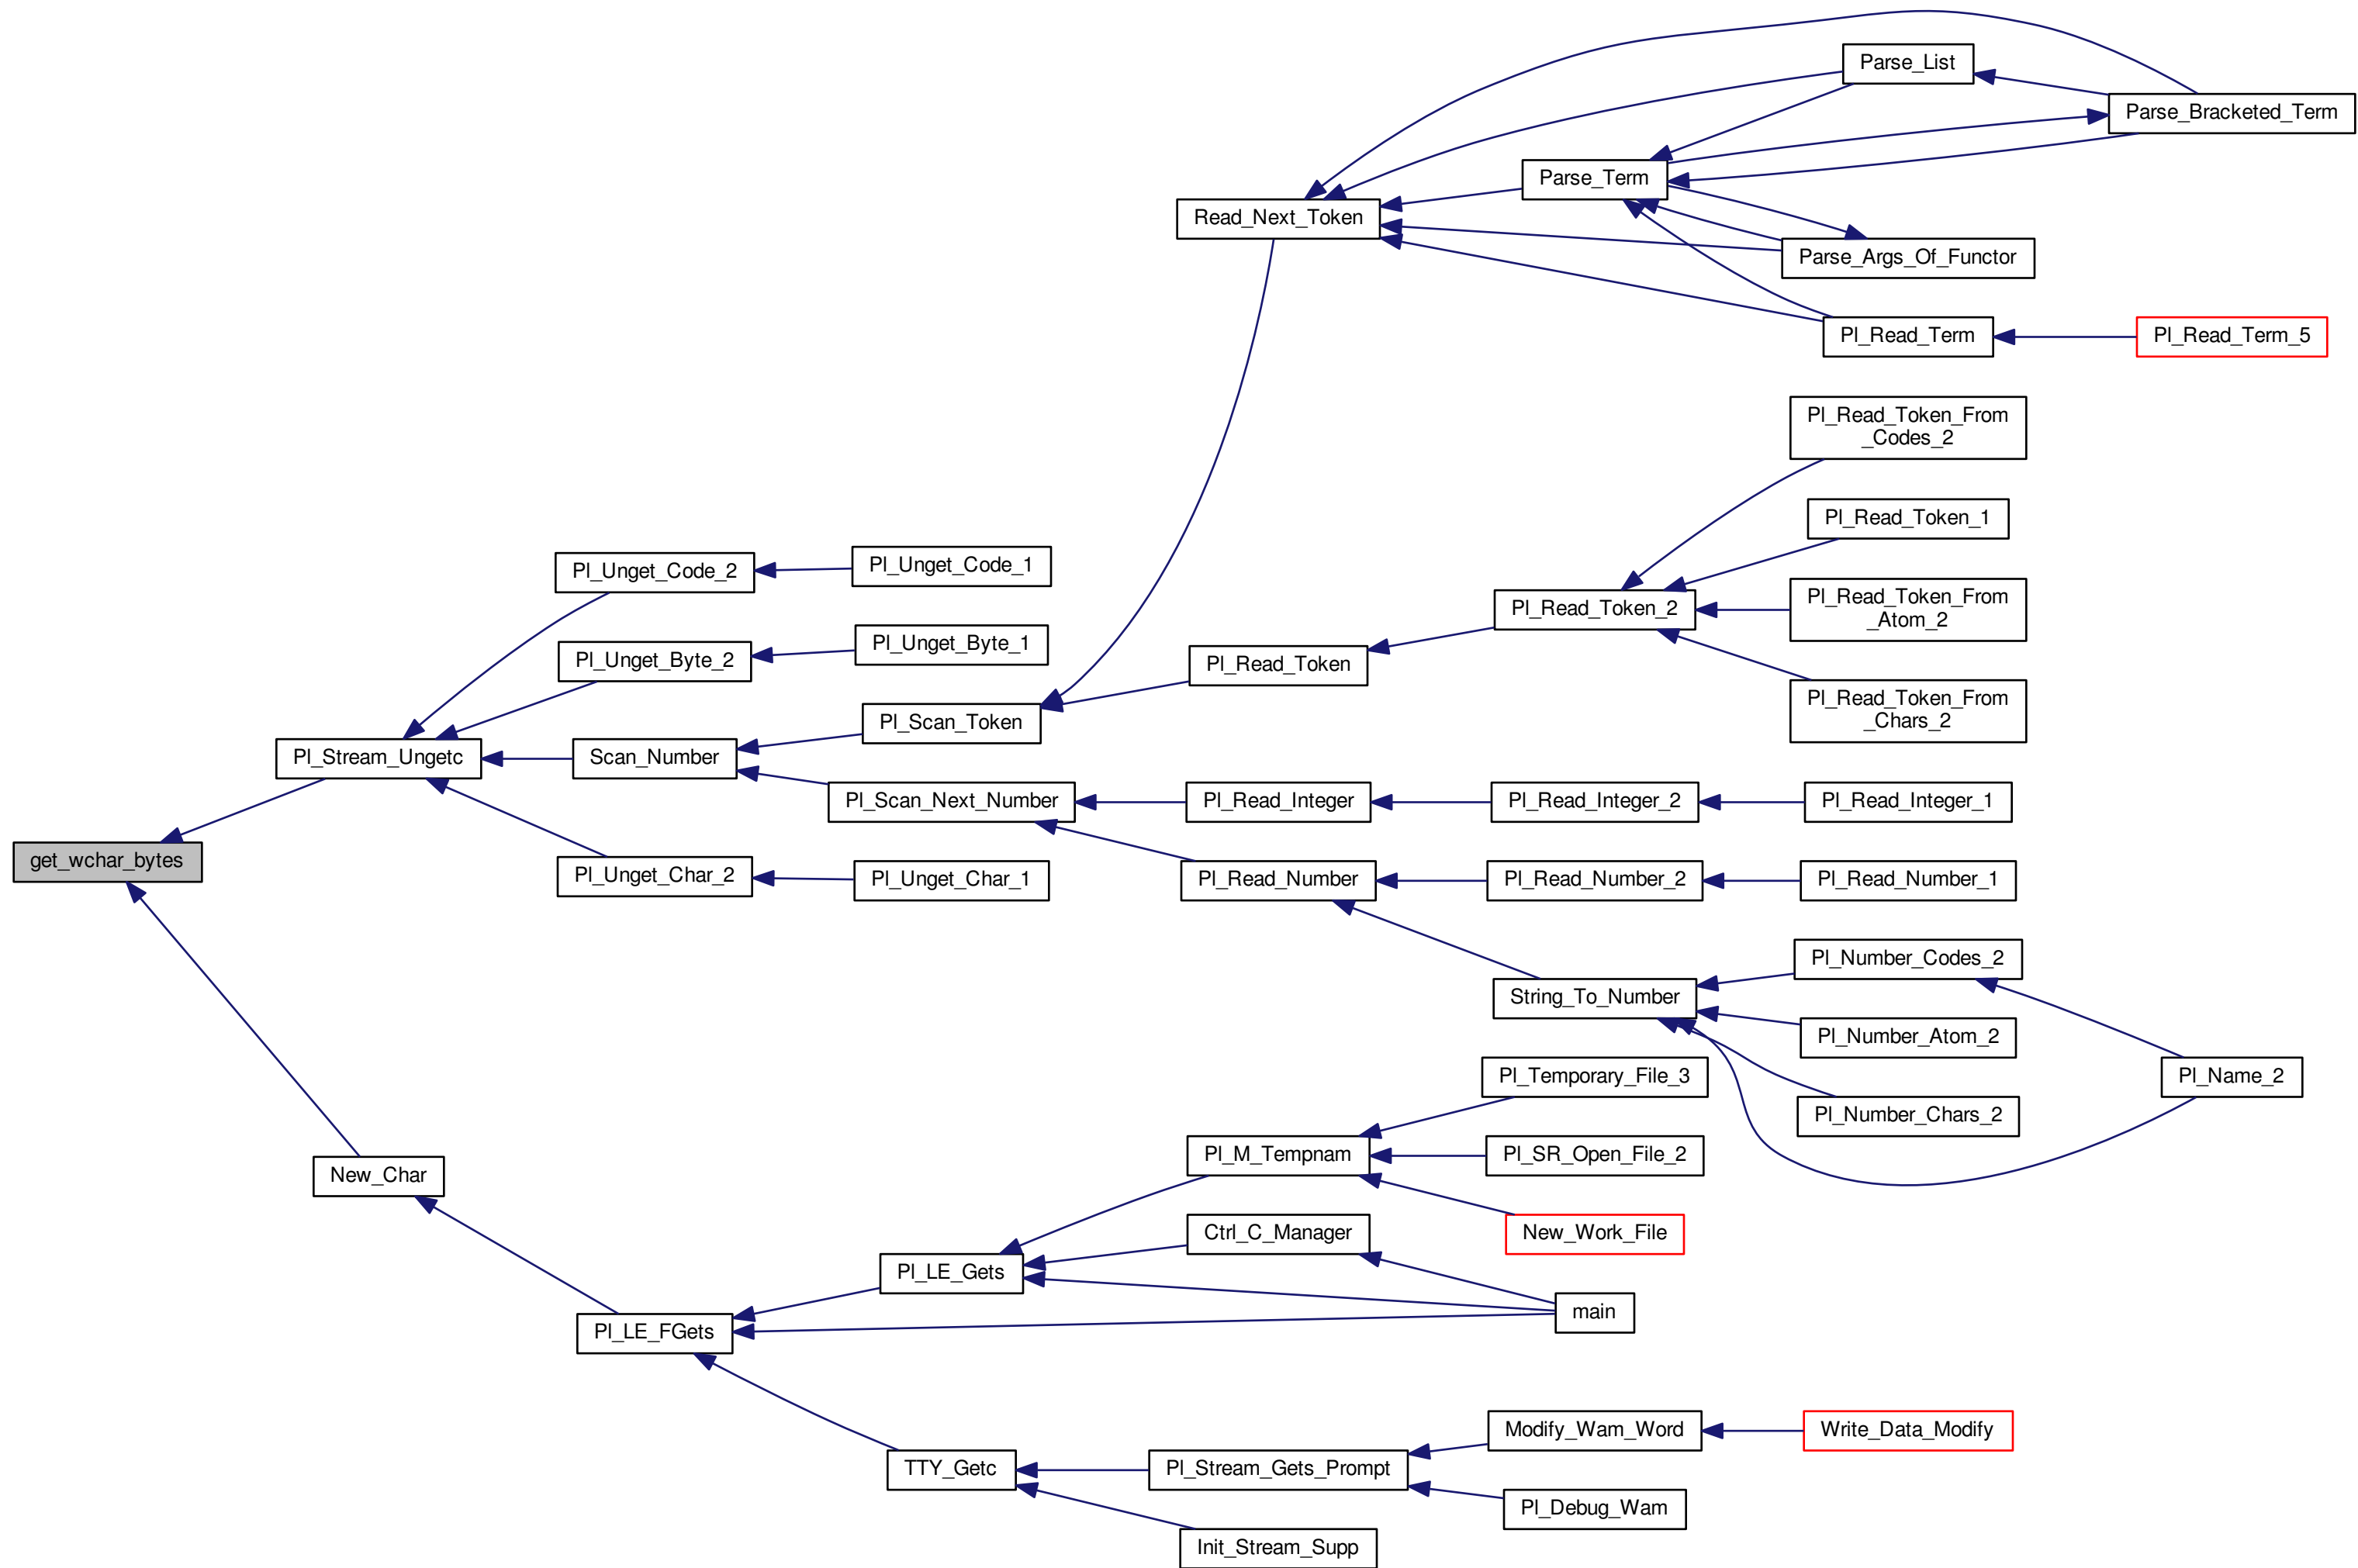 Parse_List
Parse_Bracketed_Term
Parse_Term
Read_Next_Token
Parse_Args_Of_Functor
Pl_Read_Term
Pl_Read_Term_5
Pl_Read_Token_From
_Codes_2
Pl_Read_Token_1
Pl_Unget_Code_2
Pl_Unget_Code_1
Pl_Read_Token_2
Pl_Read_Token_From
_Atom_2
Pl_Unget_Byte_2
Pl_Unget_Byte_1
Pl_Read_Token
Pl_Read_Token_From
_Chars_2
Pl_Scan_Token
Pl_Stream_Ungetc
Scan_Number
Pl_Scan_Next_Number
Pl_Read_Integer
Pl_Read_Integer_2
Pl_Read_Integer_1
get_wchar_bytes
Pl_Unget_Char_2
Pl_Unget_Char_1
Pl_Read_Number
Pl_Read_Number_2
Pl_Read_Number_1
Pl_Number_Codes_2
String_To_Number
Pl_Number_Atom_2
Pl_Temporary_File_3
Pl_Name_2
Pl_Number_Chars_2
Pl_M_Tempnam
Pl_SR_Open_File_2
New_Char
Ctrl_C_Manager
New_Work_File
Pl_LE_Gets
main
Pl_LE_FGets
Modify_Wam_Word
Write_Data_Modify
TTY_Getc
Pl_Stream_Gets_Prompt
Pl_Debug_Wam
Init_Stream_Supp